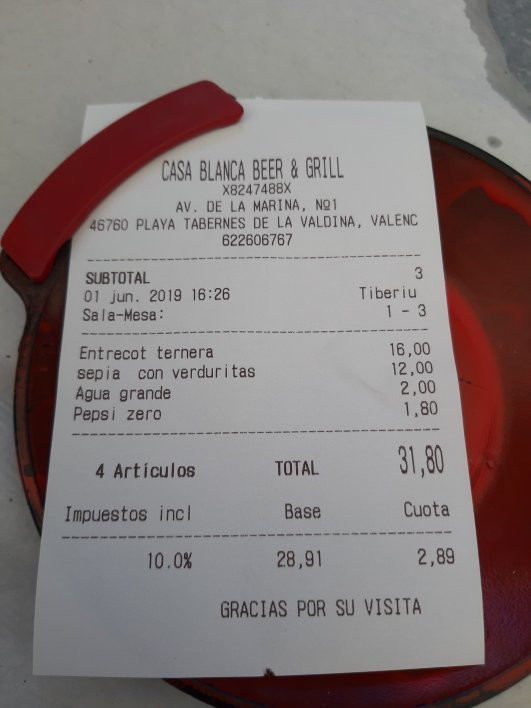 CASA BLANCA BEER & GRILL
X8247488X
AV. DE LA MARINA, Nº1
46760 PLAYA TABERNES DE LA VALDINA, VALENC
622606767
SUBTOTAL 3
01 jun. 2019 16:26 Tiberiu
Sala-Mesa: 1 - 3
Entrecot ternera 16,00
sepia con verduritas 12,00
Agua grande 2,00
Pepsi zero 1,80
4 Artículos TOTAL 31,80
Impuestos incl Base Cuota
10.0% 28,91 2,89
GRACIAS POR SU VISITA